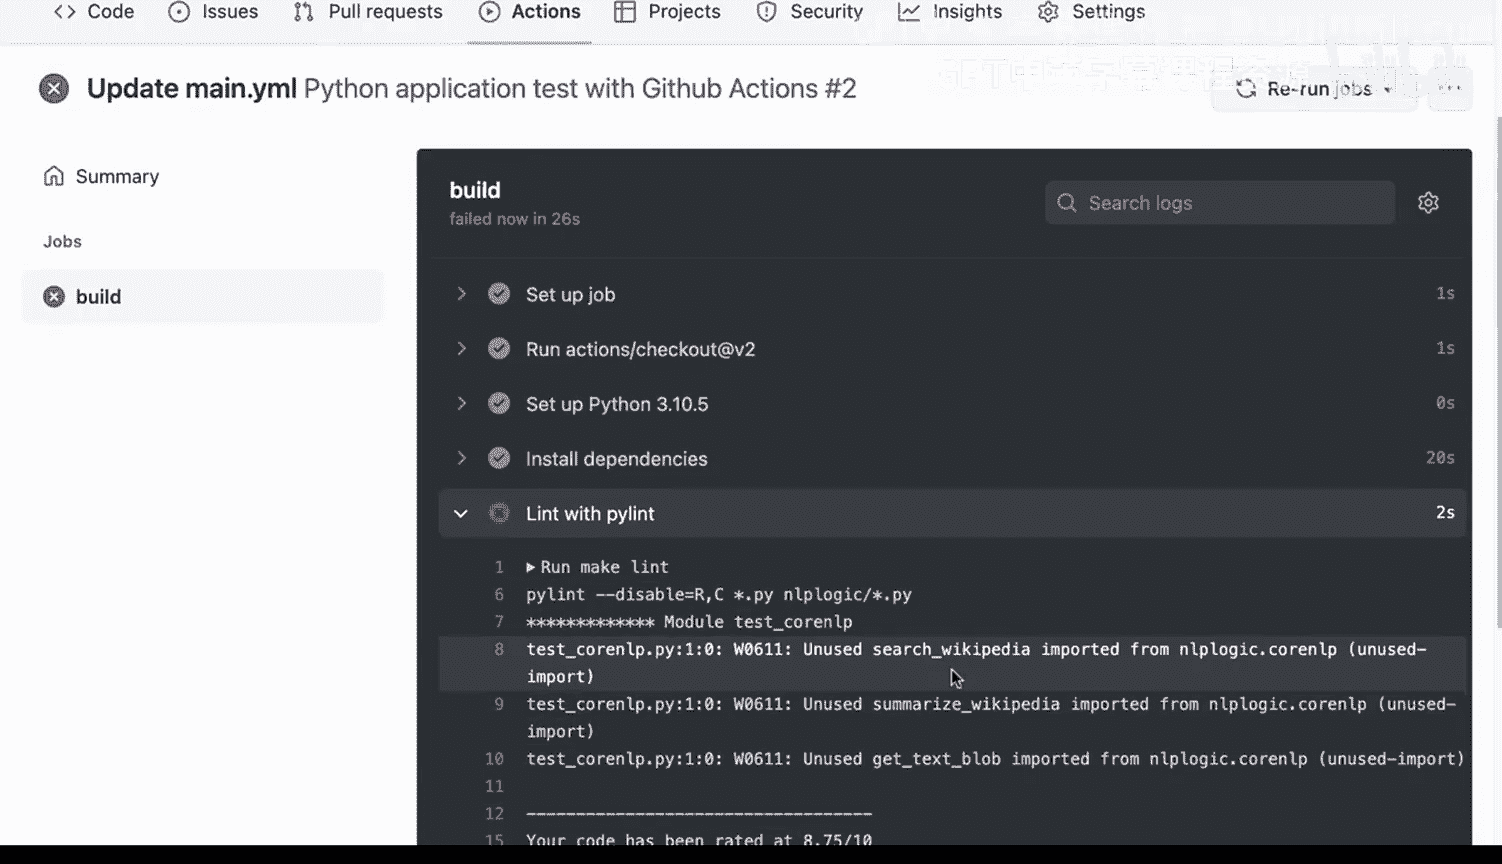 Code Issues Pull requests Actions Projects Security Insights Settings
Update main.yml Python application test with Github Actions #2
Re-run jobs
Summary
Jobs
build
build
failed now in 26s
Search logs
Set up job 1s
Run actions/checkout@v2 1s
Set up Python 3.10.5 0s
Install dependencies 20s
Lint with pylint 2s
1 Run make lint
6 pylint --disable=R,C *.py nlplogic/*.py
7 ************* Module test_corenlp
8 test_corenlp.py:1:0: W0611: Unused search_wikipedia imported from nlplogic.corenlp (unused-
import)
9 test_corenlp.py:1:0: W0611: Unused summarize_wikipedia imported from nlplogic.corenlp (unused-
import)
10 test_corenlp.py:1:0: W0611: Unused get_text_blob imported from nlplogic.corenlp (unused-import)
11
12 -----------------------------------
15 Your code has been rated at 8.75/10